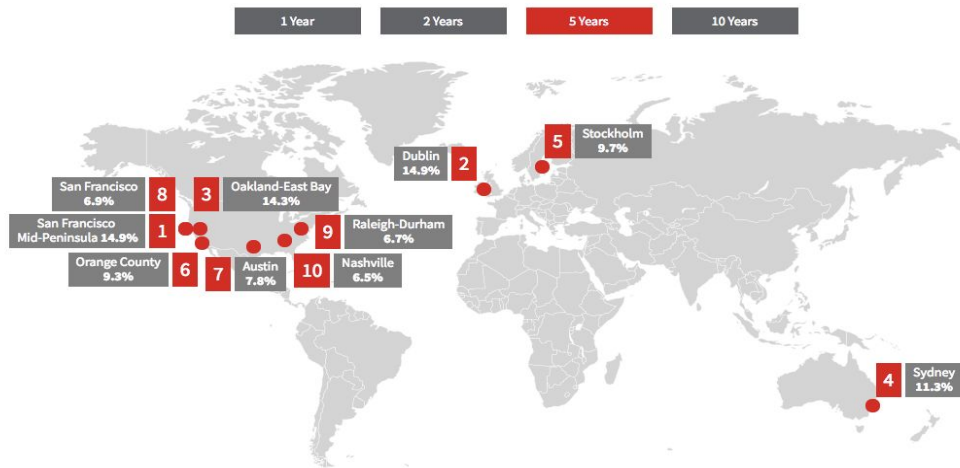 1 Year
2 Years
5 Years
10 Years
5
Stockholm
9.7%
Dublin
14.9%
2
San Francisco
6.9%
8
3
Oakland-East Bay
14.3%
San Francisco
Mid-Peninsula 14.9%
1
9
Raleigh-Durham
6.7%
Orange County
9.3%
6
7
Austin
7.8%
10
Nashville
6.5%
4
Sydney
11.3%